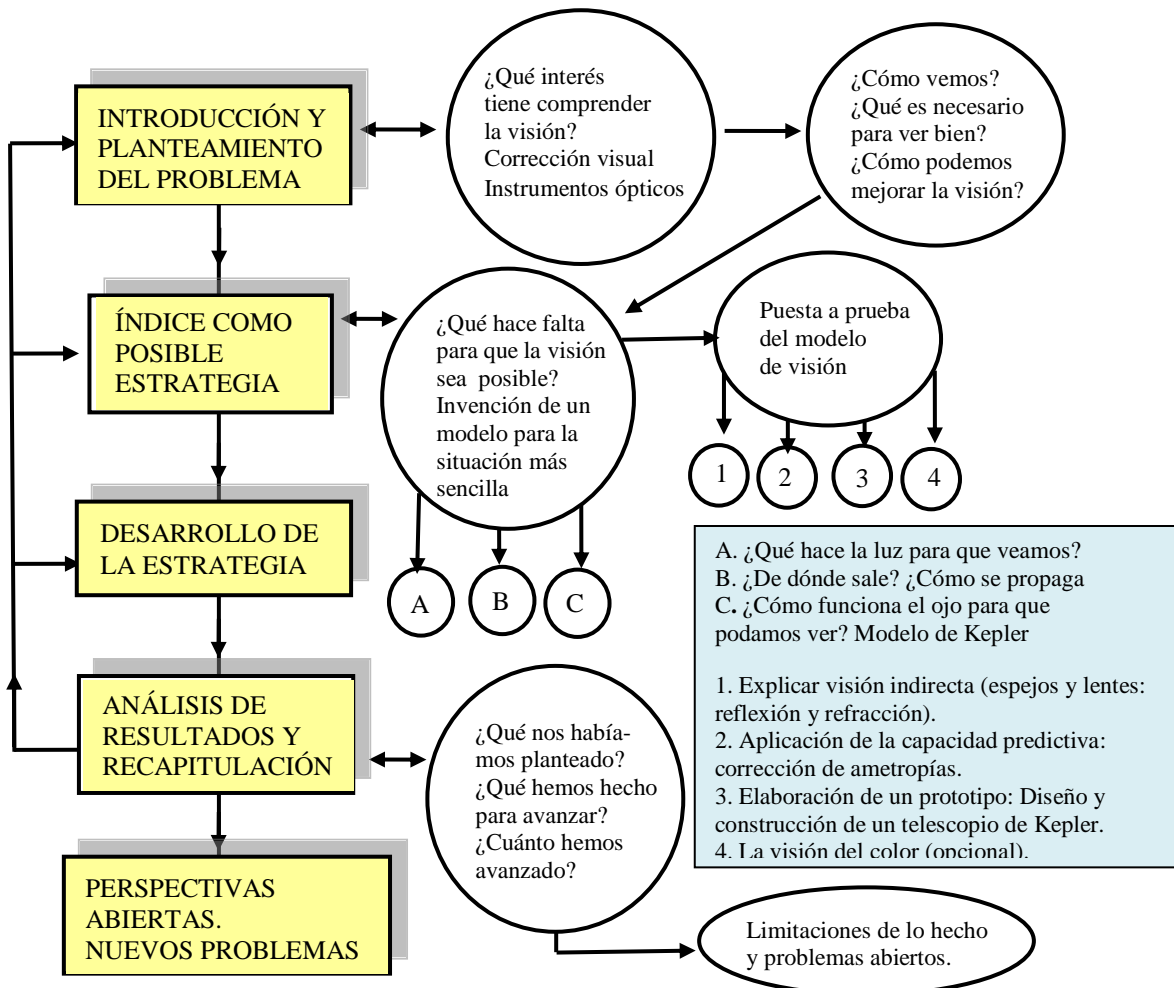 INTRODUCCIÓN Y
PLANTEAMIENTO
DEL PROBLEMA
¿Qué interés
tiene comprender
la visión?
Corrección visual
Instrumentos ópticos
¿Cómo vemos?
¿Qué es necesario
para ver bien?
¿Cómo podemos
mejorar la visión?
ÍNDICE COMO
POSIBLE
ESTRATEGIA
¿Qué hace falta
para que la visión
sea posible?
Invención de un
modelo para la
situación más
sencilla
Puesta a prueba
del modelo
de visión
1
2
3
4
DESARROLLO DE
LA ESTRATEGIA
A
B
C
A. ¿Qué hace la luz para que veamos?
B. ¿De dónde sale? ¿Cómo se propaga
C. ¿Cómo funciona el ojo para que
podamos ver? Modelo de Kepler
1. Explicar visión indirecta (espejos y lentes:
reflexión y refracción).
2. Aplicación de la capacidad predictiva:
corrección de ametropías.
3. Elaboración de un prototipo: Diseño y
construcción de un telescopio de Kepler.
4. La visión del color (opcional).
ANÁLISIS DE
RESULTADOS Y
RECAPITULACIÓN
¿Qué nos había-
mos planteado?
¿Qué hemos hecho
para avanzar?
¿Cuánto hemos
avanzado?
PERSPECTIVAS
ABIERTAS.
NUEVOS PROBLEMAS
Limitaciones de lo hecho
y problemas abiertos.